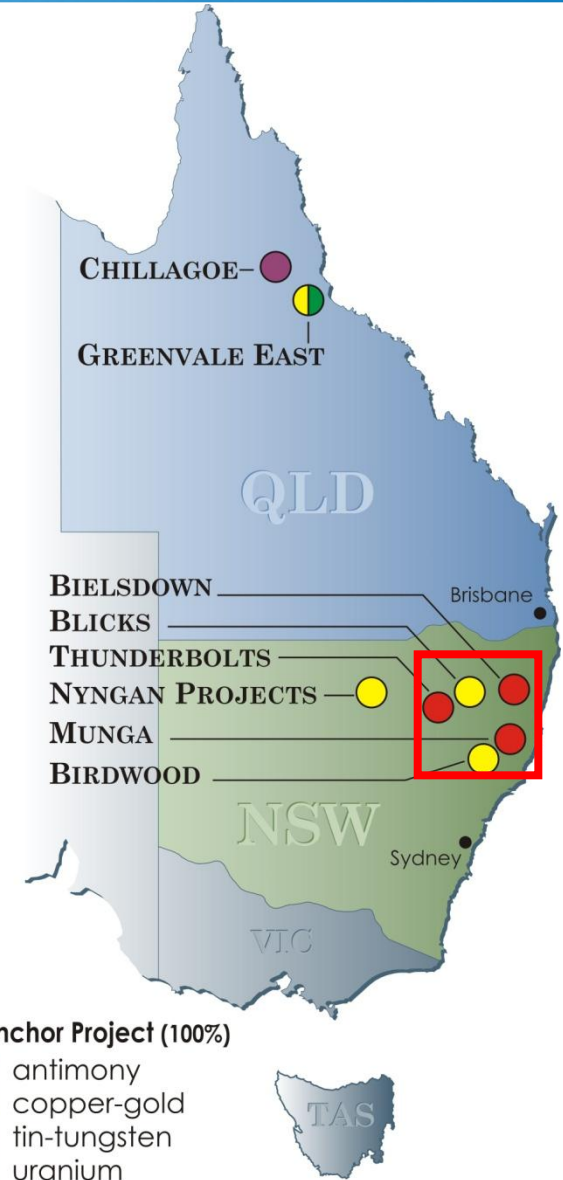 CHILLAGOE
GREENVALE EAST
QLD
BIELSDOWN
Brisbane
BLICKS
THUNDERBOLTS
NYNGAN PROJECTS
MUNGA
BIRDWOOD
NSW
Sydney
VIC
nchor Project (100%)
antimony
copper-gold
tin-tungsten
uranium
TAS